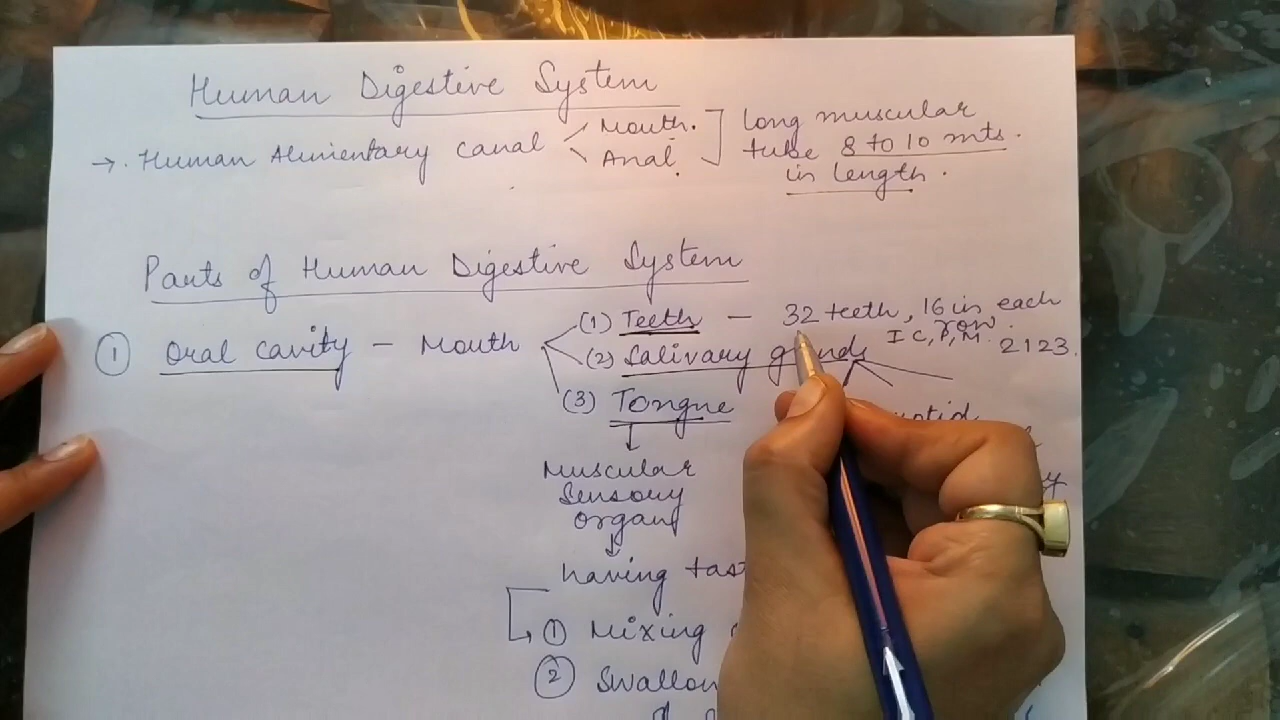 Human Digestive System
→ . Human Alimentary canal Mouth. Anal. long muscular
tube 8 to 10 mts.
in length.
Parts of Human Digestive System
① Oral cavity – Mouth
(1) Teeth – 32 teeth, 16 in each
row.
I C, P, M. 2123.
(2) Salivary glands
(3) Tongue
Muscular
Sensory
organ
having
① Mixing
②